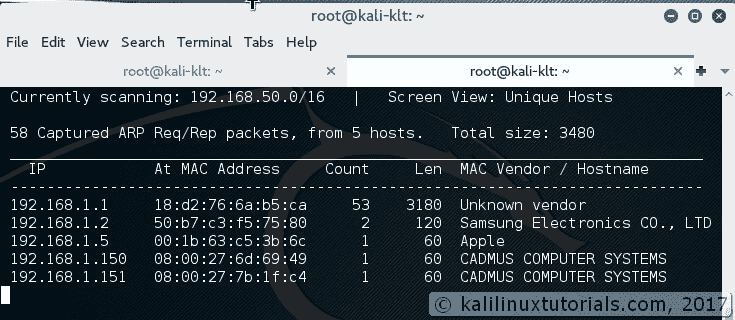 root@kali-klt: ~
File Edit View Search Terminal Tabs Help
root@kali-klt: ~ × root@kali-klt: ~ ×
Currently scanning: 192.168.50.0/16 | Screen View: Unique Hosts
58 Captured ARP Req/Rep packets, from 5 hosts. Total size: 3480
IP At MAC Address Count Len MAC Vendor / Hostname
192.168.1.1 18:d2:76:6a:b5:ca 53 3180 Unknown vendor
192.168.1.2 50:b7:c3:f5:75:80 2 120 Samsung Electronics CO., LTD
192.168.1.5 00:1b:63:c5:3b:6c 1 60 Apple
192.168.1.150 08:00:27:6d:69:49 1 60 CADMUS COMPUTER SYSTEMS
192.168.1.151 08:00:27:7b:1f:c4 1 60 CADMUS COMPUTER SYSTEMS
© kalilinuxtutorials.com, 2017